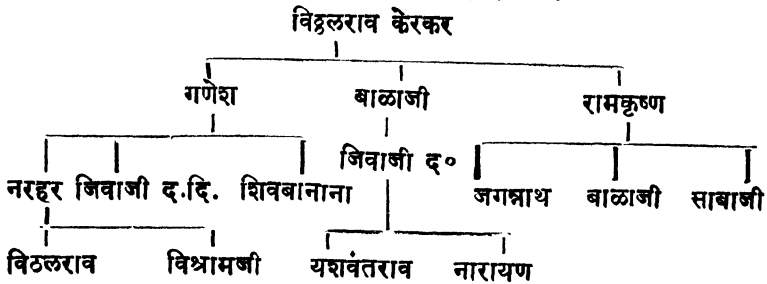 विठ्ठलराव केरकर
गणेश बाळाजी रामकृष्ण
नरहर जिवाजी द.दि. शिवबानाना जिवाजी द० जगन्नाथ बाळाजी साबाजी
विठलराव विश्रामजी यशवंतराव नारायण